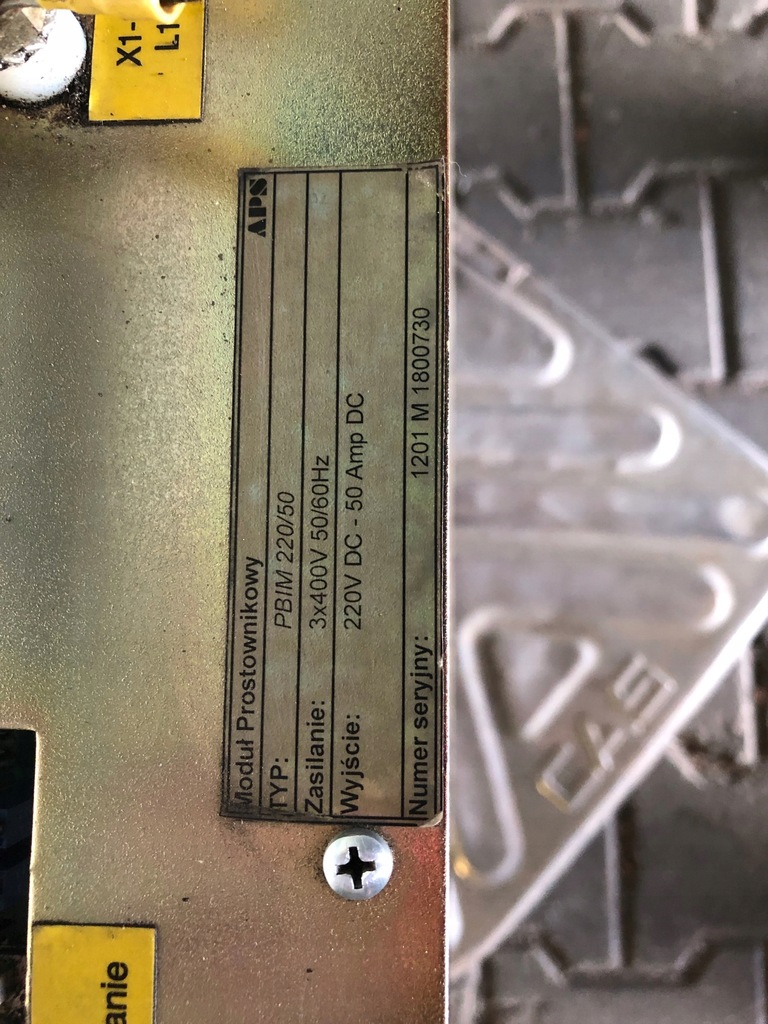 X1-
L1
Moduł Prostownikowy APS
TYP: PBIM 220/50
Zasilanie: 3x400V 50/60Hz
Wyjście: 220V DC - 50 Amp DC
Numer seryjny: 1201 M 1800730
anie